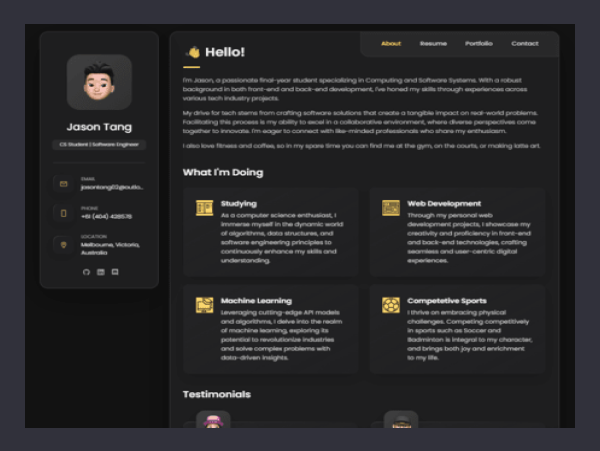 Jason Tang
CS Student | Software Engineer
EMAIL
jasontang02@outlo...
PHONE
LOCATION
Melbourne, Victoria,
Australia
About
Resume
Portfolio
Contact
Hello!
I'm Jason, a passionate final-year student specializing in Computing and Software Systems. With a robust
background in both front-end and back-end development, I've honed my skills through experiences across
various tech industry projects.
My drive for tech stems from crafting software solutions that create a tangible impact on real-world problems.
Facilitating this process is my ability to excel in a collaborative environment, where diverse perspectives come
together to innovate. I'm eager to connect with like-minded professionals who share my enthusiasm.
I also love fitness and coffee, so in my spare time you can find me at the gym, on the courts, or making latte art.
What I'm Doing
Studying
As a computer science enthusiast, I
immerse myself in the dynamic world
of algorithms, data structures, and
software engineering principles to
continuously enhance my skills and
understanding.
Web Development
Through my personal web
development projects, I showcase my
creativity and proficiency in front-end
and back-end technologies, crafting
seamless and user-centric digital
experiences.
Machine Learning
Leveraging cutting-edge API models
and algorithms, I delve into the realm
of machine learning, exploring its
potential to revolutionize industries
and solve complex problems with
data-driven insights.
Competetive Sports
I thrive on embracing physical
challenges. Competing competitively
in sports such as Soccer and
Badminton is integral to my character,
and brings both joy and enrichment
to my life.
Testimonials